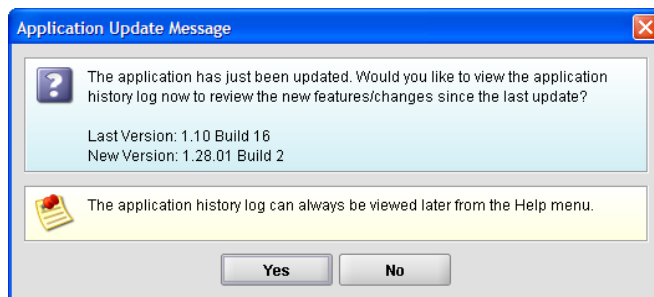 Application Update Message
The application has just been updated. Would you like to view the application
history log now to review the new features/changes since the last update?
Last Version: 1.10 Build 16
New Version: 1.28.01 Build 2
The application history log can always be viewed later from the Help menu.
Yes
No